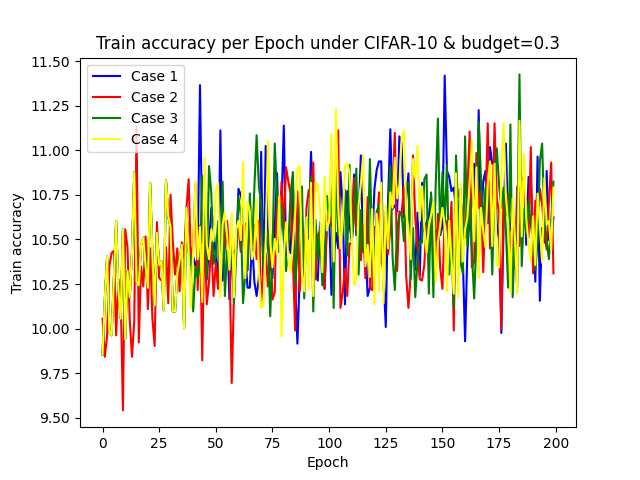 Train accuracy per Epoch under CIFAR-10 & budget=0.3
Train accuracy
11.50
11.25
11.00
10.75
10.50
10.25
10.00
9.75
9.50
Case 1
Case 2
Case 3
Case 4
0 25 50 75 100 125 150 175 200
Epoch